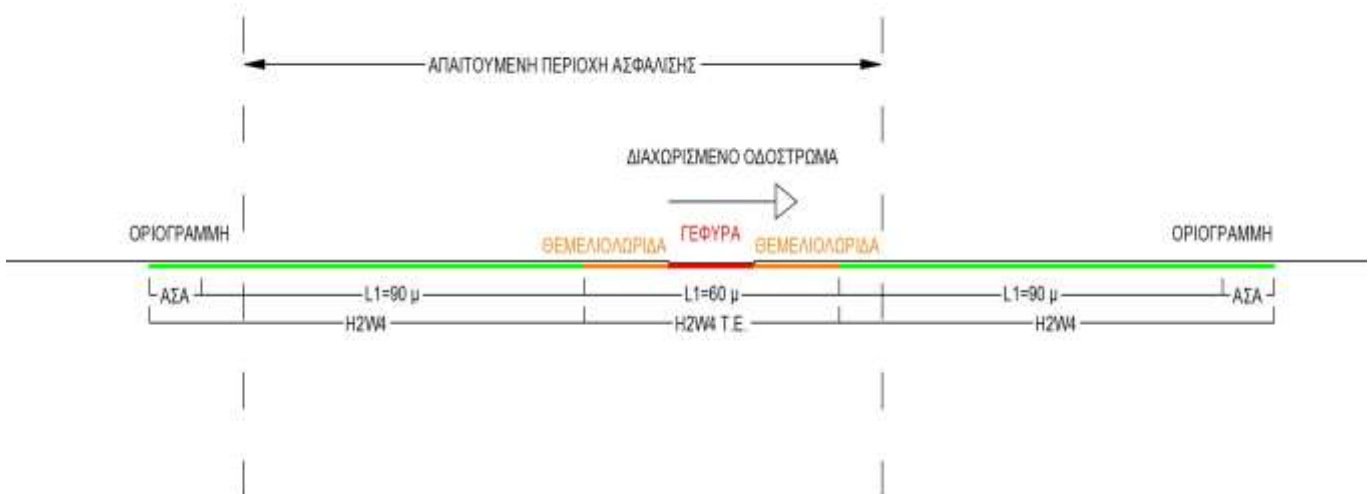 ΑΠΑΙΤΟΥΜΕΝΗ ΠΕΡΙΟΧΗ ΑΣΦΑΛΙΣΗΣ
ΔΙΑΧΩΡΙΣΜΕΝΟ ΟΔΟΣΤΡΩΜΑ
ΟΡΙΟΓΡΑΜΜΗ ΘΕΜΕΛΙΟΛΩΡΙΔΑ ΓΕΦΥΡΑ ΘΕΜΕΛΙΟΛΩΡΙΔΑ ΟΡΙΟΓΡΑΜΜΗ
ΑΣΑ L1=90 μ L1=60 μ L1=90 μ ΑΣΑ
H2W4 H2W4 Τ.Ε. H2W4